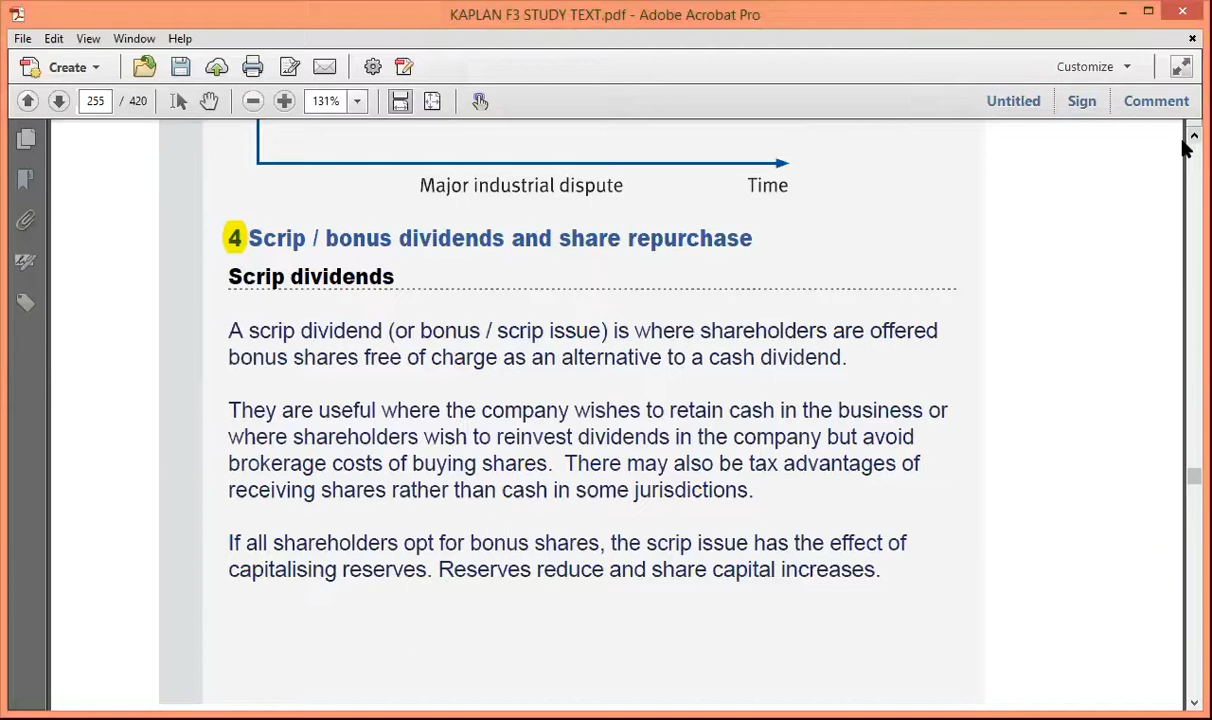 KAPLAN F3 STUDY TEXT.pdf - Adobe Acrobat Pro
File Edit View Window Help
Create Customize
255 / 420 131% Untitled Sign Comment
Major industrial dispute Time
4 Scrip / bonus dividends and share repurchase
Scrip dividends
A scrip dividend (or bonus / scrip issue) is where shareholders are offered
bonus shares free of charge as an alternative to a cash dividend.
They are useful where the company wishes to retain cash in the business or
where shareholders wish to reinvest dividends in the company but avoid
brokerage costs of buying shares. There may also be tax advantages of
receiving shares rather than cash in some jurisdictions.
If all shareholders opt for bonus shares, the scrip issue has the effect of
capitalising reserves. Reserves reduce and share capital increases.